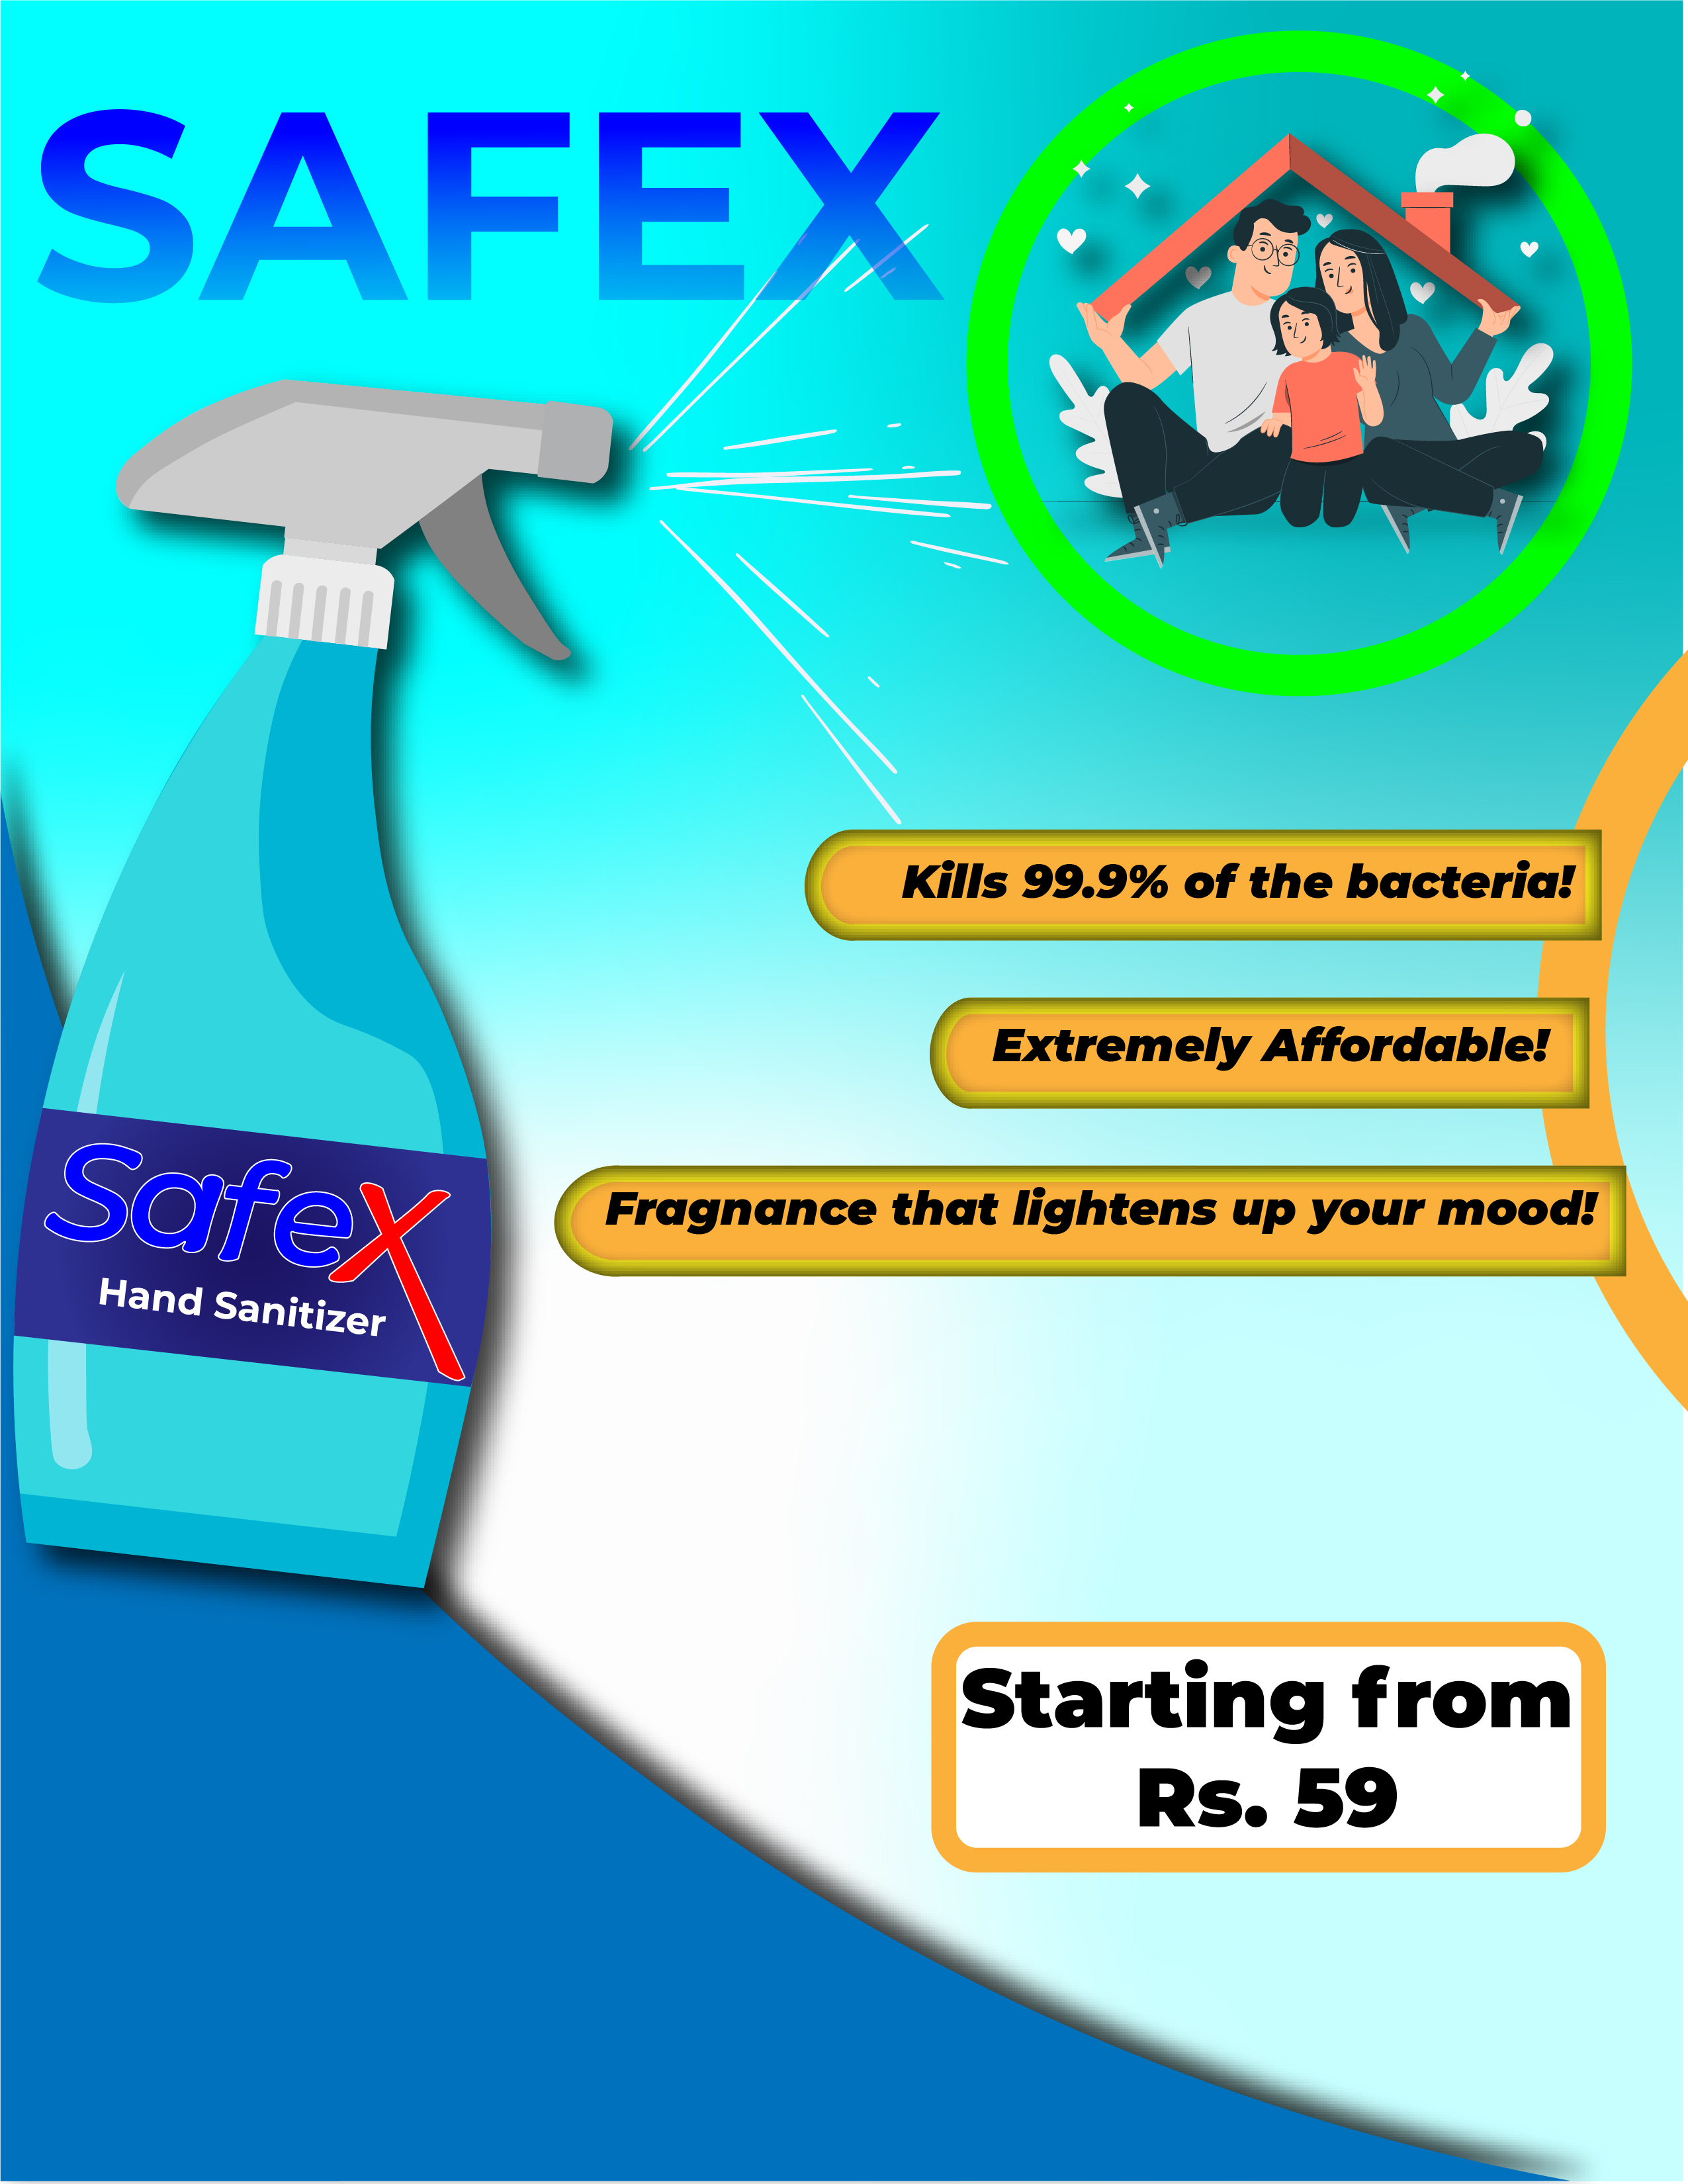 SAFEX
Kills 99.9% of the bacteria!
Extremely Affordable!
Fragnance that lightens up your mood!
Safex
Hand Sanitizer
Starting from
Rs. 59